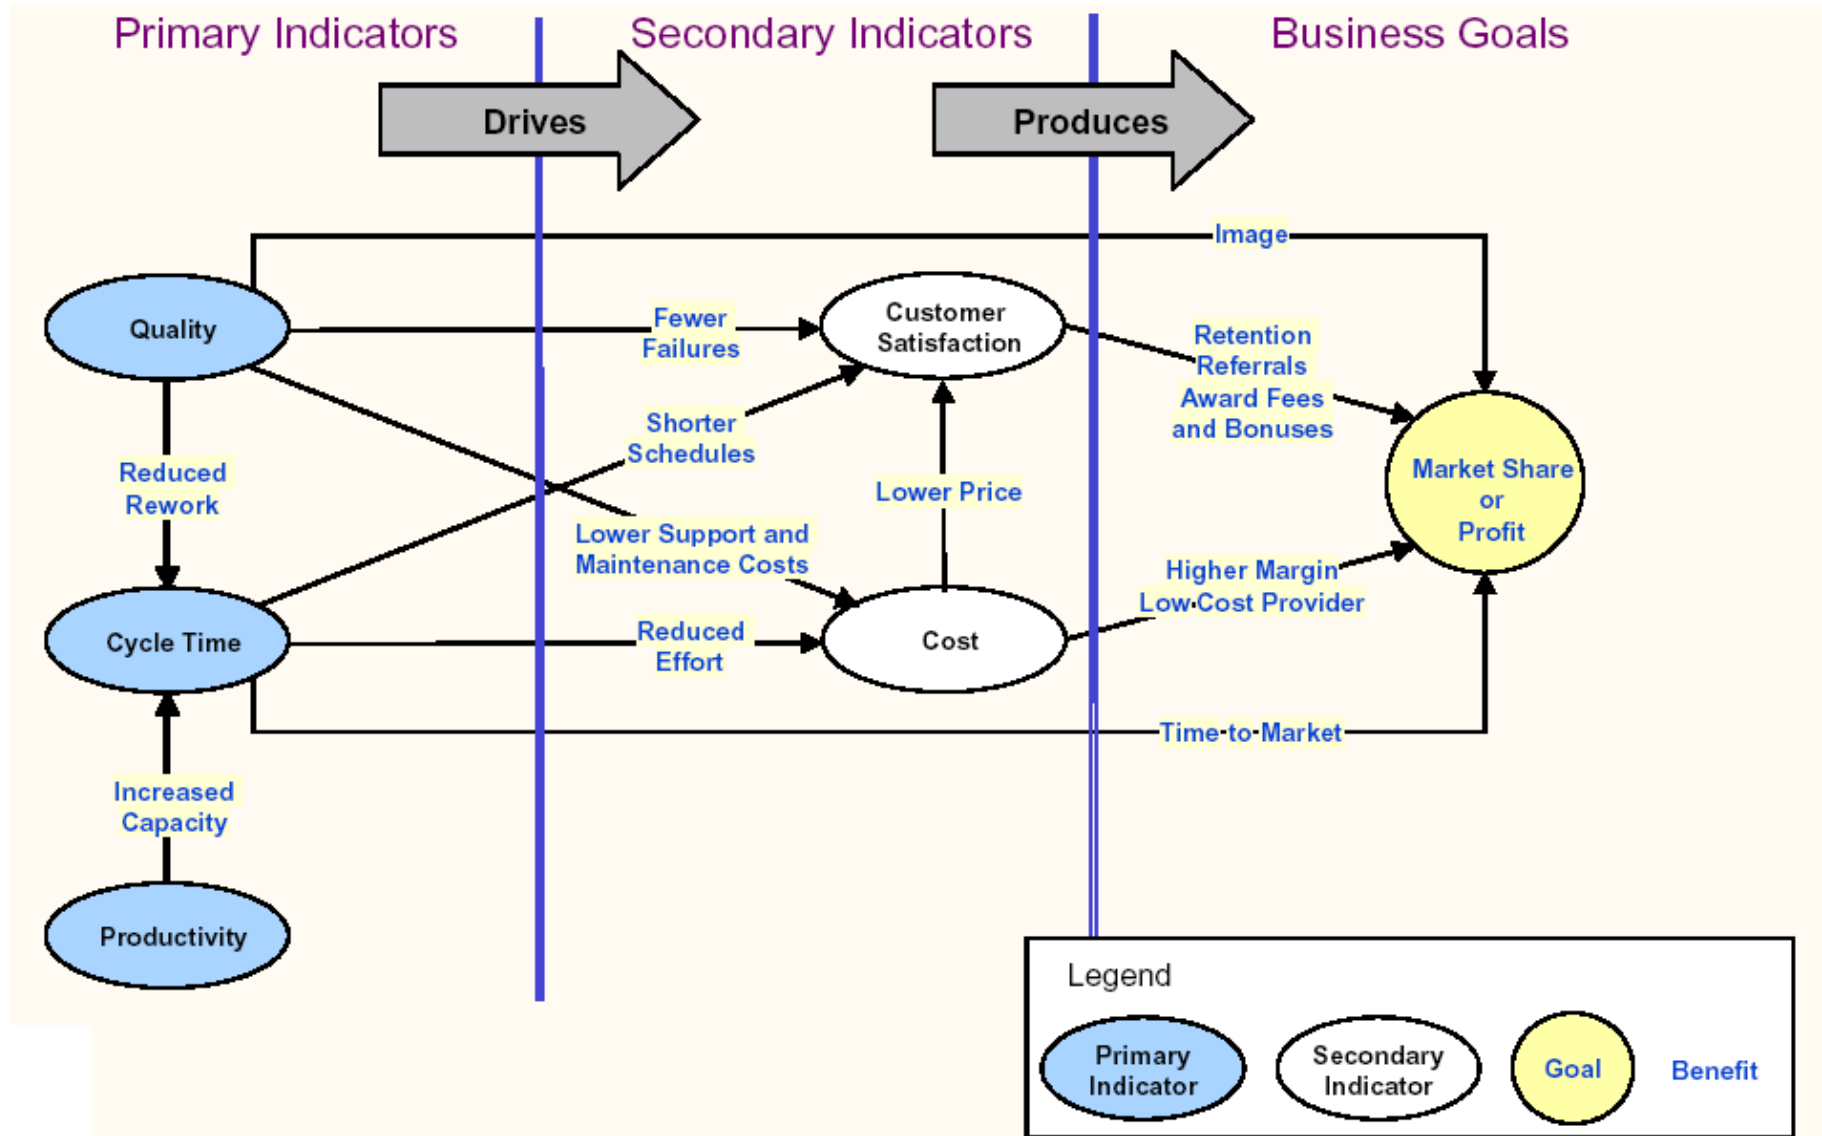 Primary Indicators
Secondary Indicators
Business Goals
Drives
Produces
Image
Quality
Fewer
Failures
Customer
Satisfaction
Retention
Referrals
Award Fees
and Bonuses
Shorter
Schedules
Reduced
Rework
Lower Price
Market Share
or
Profit
Lower Support and
Maintenance Costs
Higher Margin
Low Cost Provider
Cycle Time
Reduced
Effort
Cost
Time to Market
Increased
Capacity
Productivity
Legend
Primary
Indicator
Secondary
Indicator
Goal
Benefit